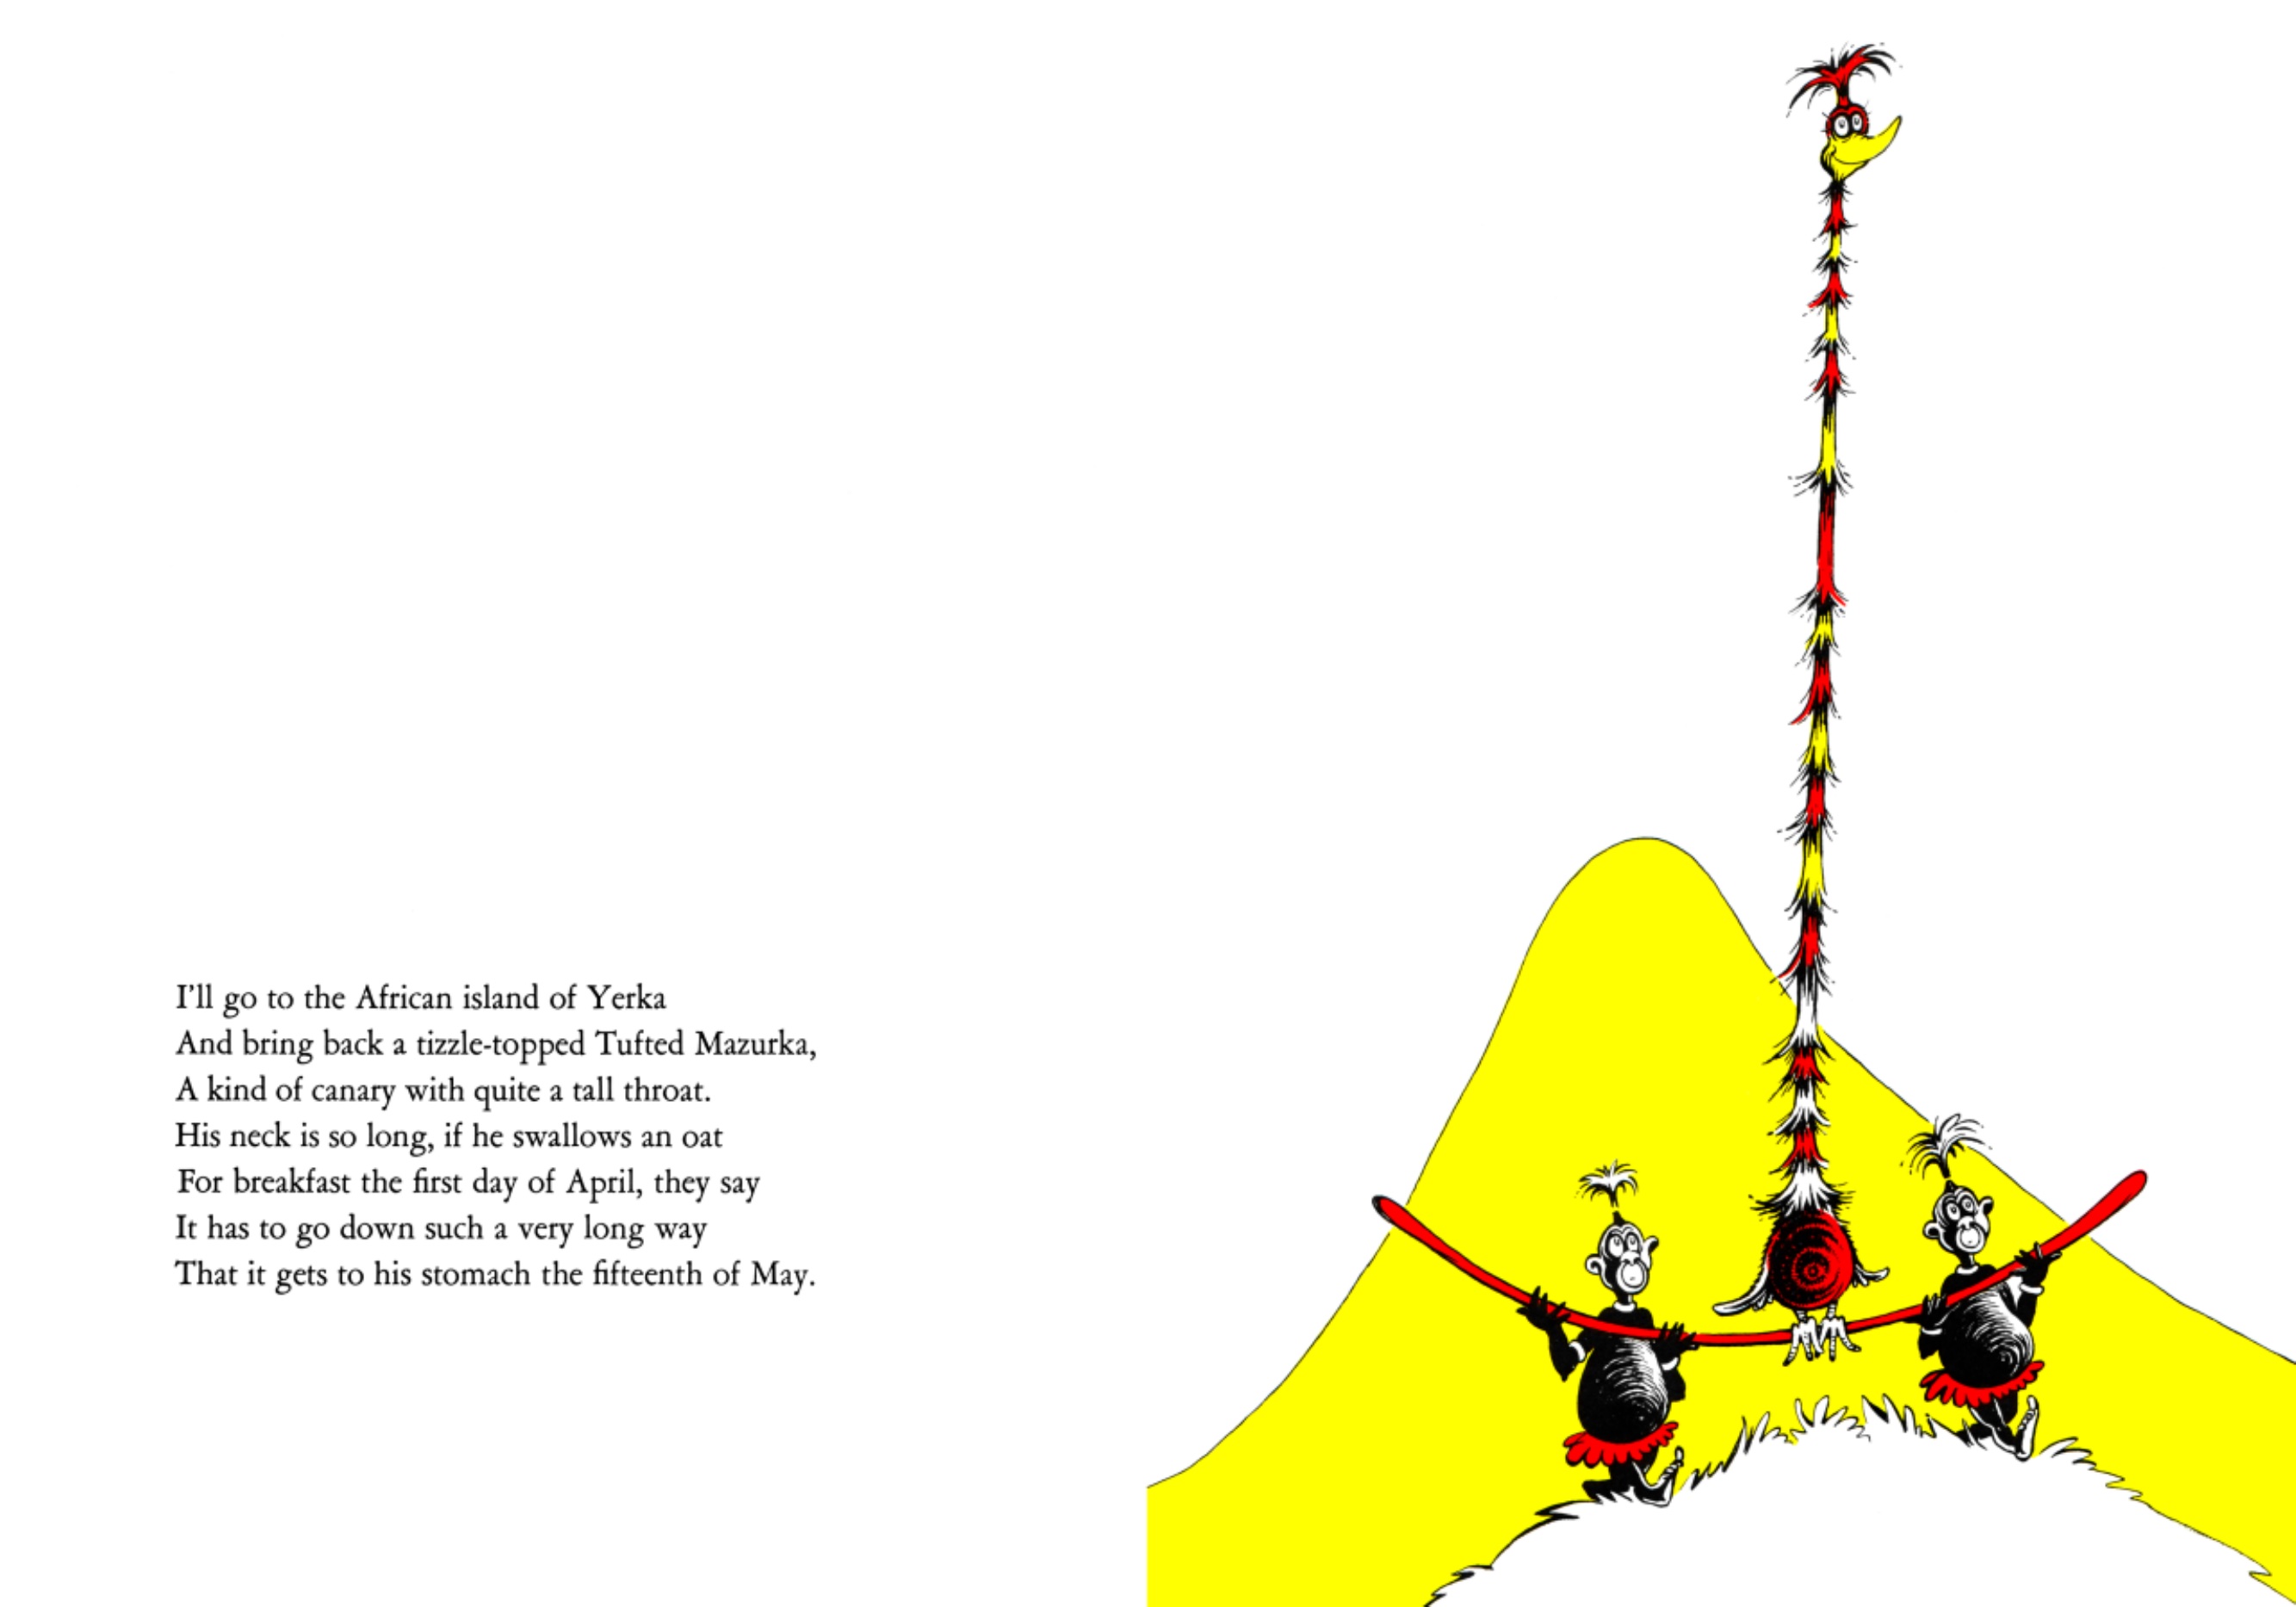 I'll go to the African island of Yerka
And bring back a tizzle-topped Tufted Mazurka,
A kind of canary with quite a tall throat.
His neck is so long, if he swallows an oat
For breakfast the first day of April, they say
It has to go down such a very long way
That it gets to his stomach the fifteenth of May.